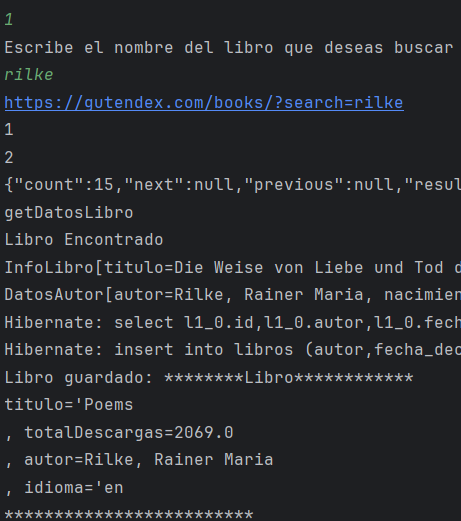 1
Escribe el nombre del libro que deseas buscar
rilke
https://gutendex.com/books/?search=rilke
1
2
{"count":15,"next":null,"previous":null,"resul
getDatosLibro
Libro Encontrado
InfoLibro[titulo=Die Weise von Liebe und Tod d
DatosAutor[autor=Rilke, Rainer Maria, nacimien
Hibernate: select l1_0.id,l1_0.autor,l1_0.fech
Hibernate: insert into libros (autor,fecha_dec
Libro guardado: ********Libro************
titulo='Poems
, totalDescargas=2069.0
, autor=Rilke, Rainer Maria
, idioma='en
*************************